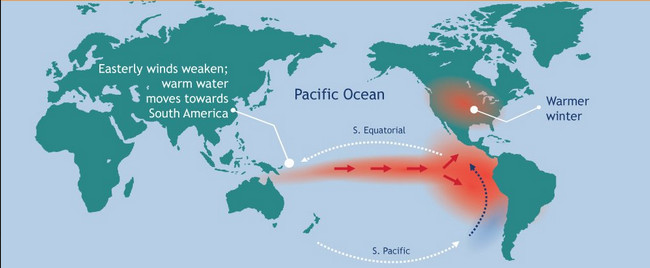 Easterly winds weaken;
warm water
moves towards
South America
Pacific Ocean
S. Equatorial
Warmer
winter
S. Pacific